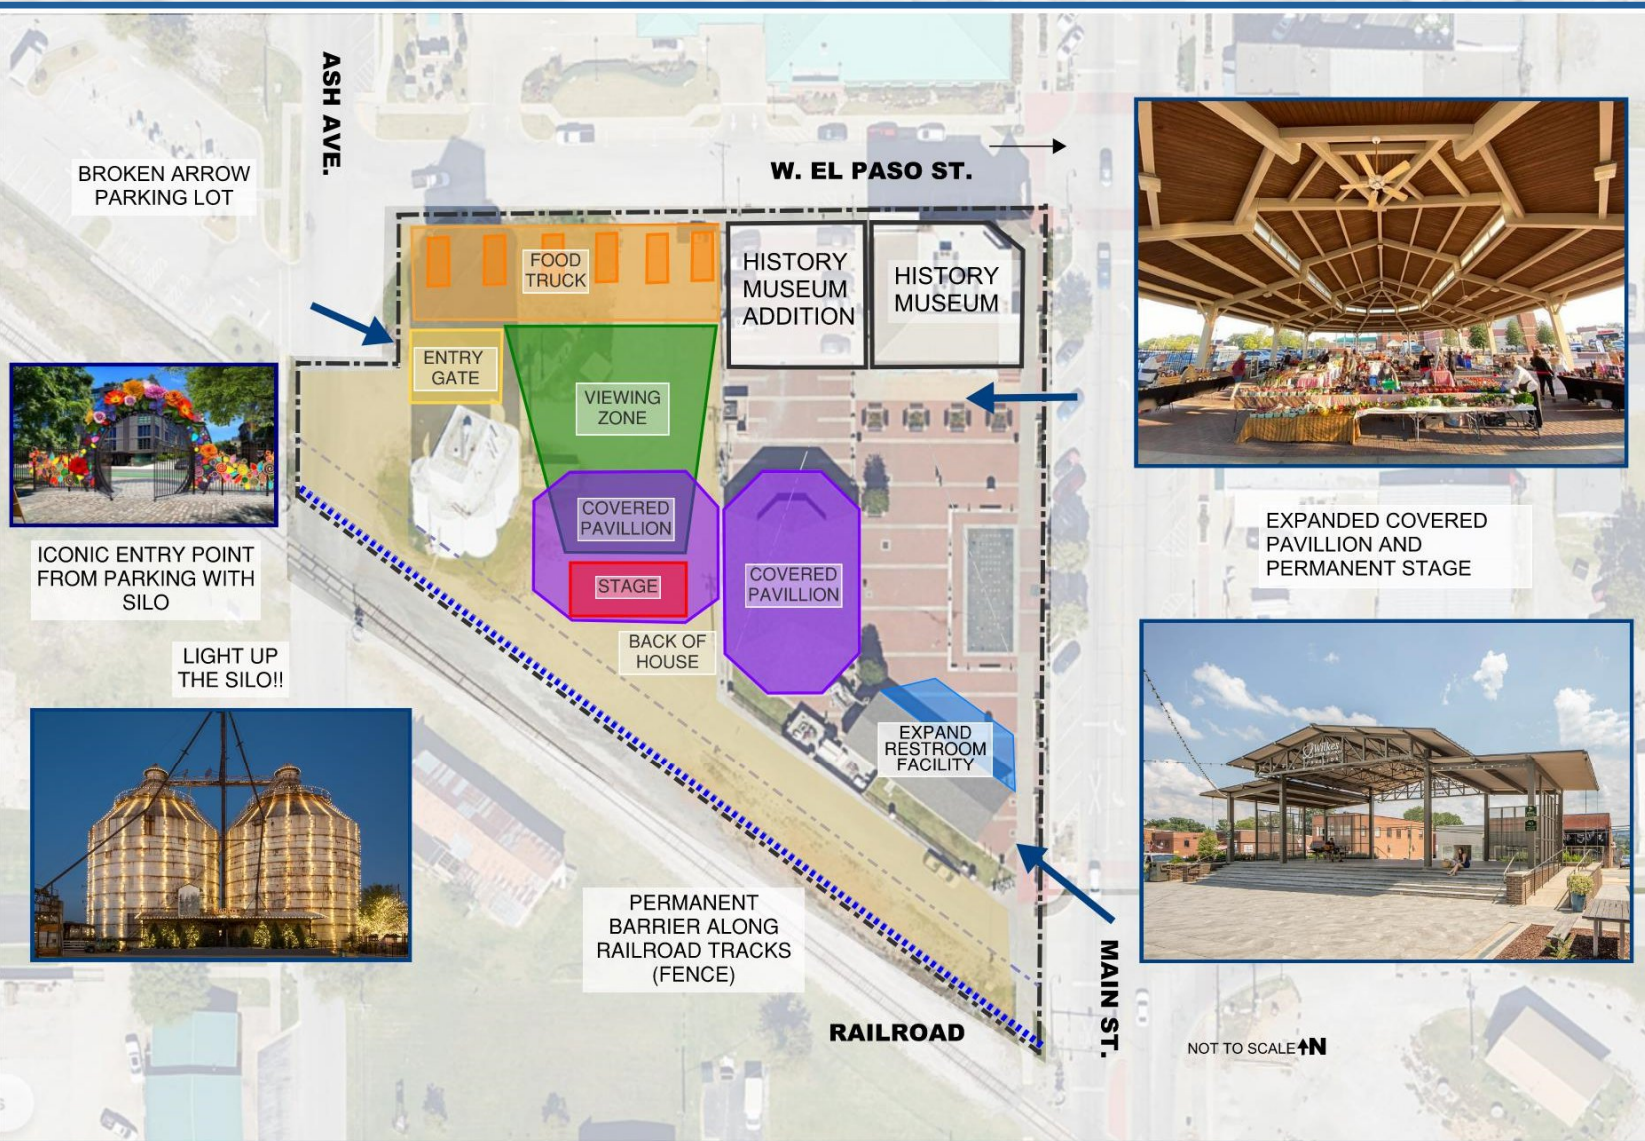 ASH AVE.
BROKEN ARROW
PARKING LOT
W. EL PASO ST.
FOOD
TRUCK
HISTORY
MUSEUM
ADDITION
HISTORY
MUSEUM
ENTRY
GATE
VIEWING
ZONE
COVERED
PAVILLION
STAGE
COVERED
PAVILLION
BACK OF
HOUSE
EXPAND
RESTROOM
FACILITY
ICONIC ENTRY POINT
FROM PARKING WITH
SILO
LIGHT UP
THE SILO!!
EXPANDED COVERED
PAVILLION AND
PERMANENT STAGE
Wilkes
PERMANENT
BARRIER ALONG
RAILROAD TRACKS
(FENCE)
RAILROAD
MAIN ST.
NOT TO SCALE N